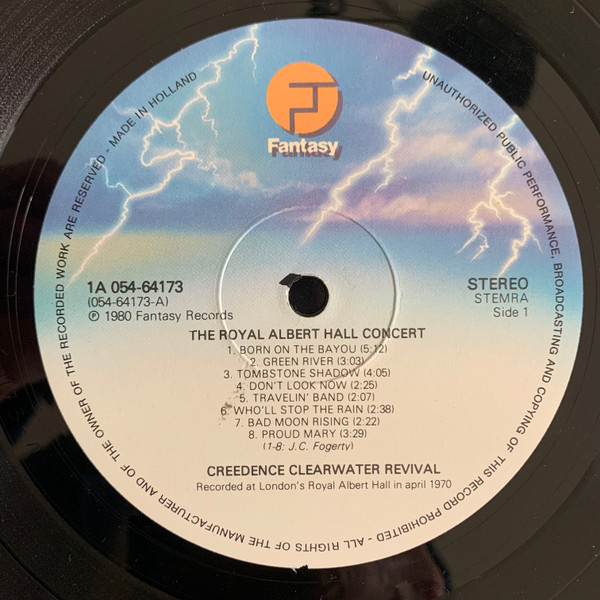 Fantasy
1A 054-64173
(054-64173-A)
Ⓟ 1980 Fantasy Records
STEREO
STEMRA
Side 1
THE ROYAL ALBERT HALL CONCERT
1. BORN ON THE BAYOU (5:12)
2. GREEN RIVER (3:03)
3. TOMBSTONE SHADOW (4:05)
4. DON'T LOOK NOW (2:25)
5. TRAVELIN' BAND (2:07)
6. WHO'LL STOP THE RAIN (2:38)
7. BAD MOON RISING (2:22)
8. PROUD MARY (3:29)
(1-8: J.C. Fogerty)
CREEDENCE CLEARWATER REVIVAL
Recorded at London's Royal Albert Hall in april 1970
UNAUTHORIZED PUBLIC PERFORMANCE, BROADCASTING AND COPYING OF THIS RECORD PROHIBITED - ALL RIGHTS OF THE MANUFACTURER AND OF THE OWNER OF THE RECORDED WORK ARE RESERVED - MADE IN HOLLAND